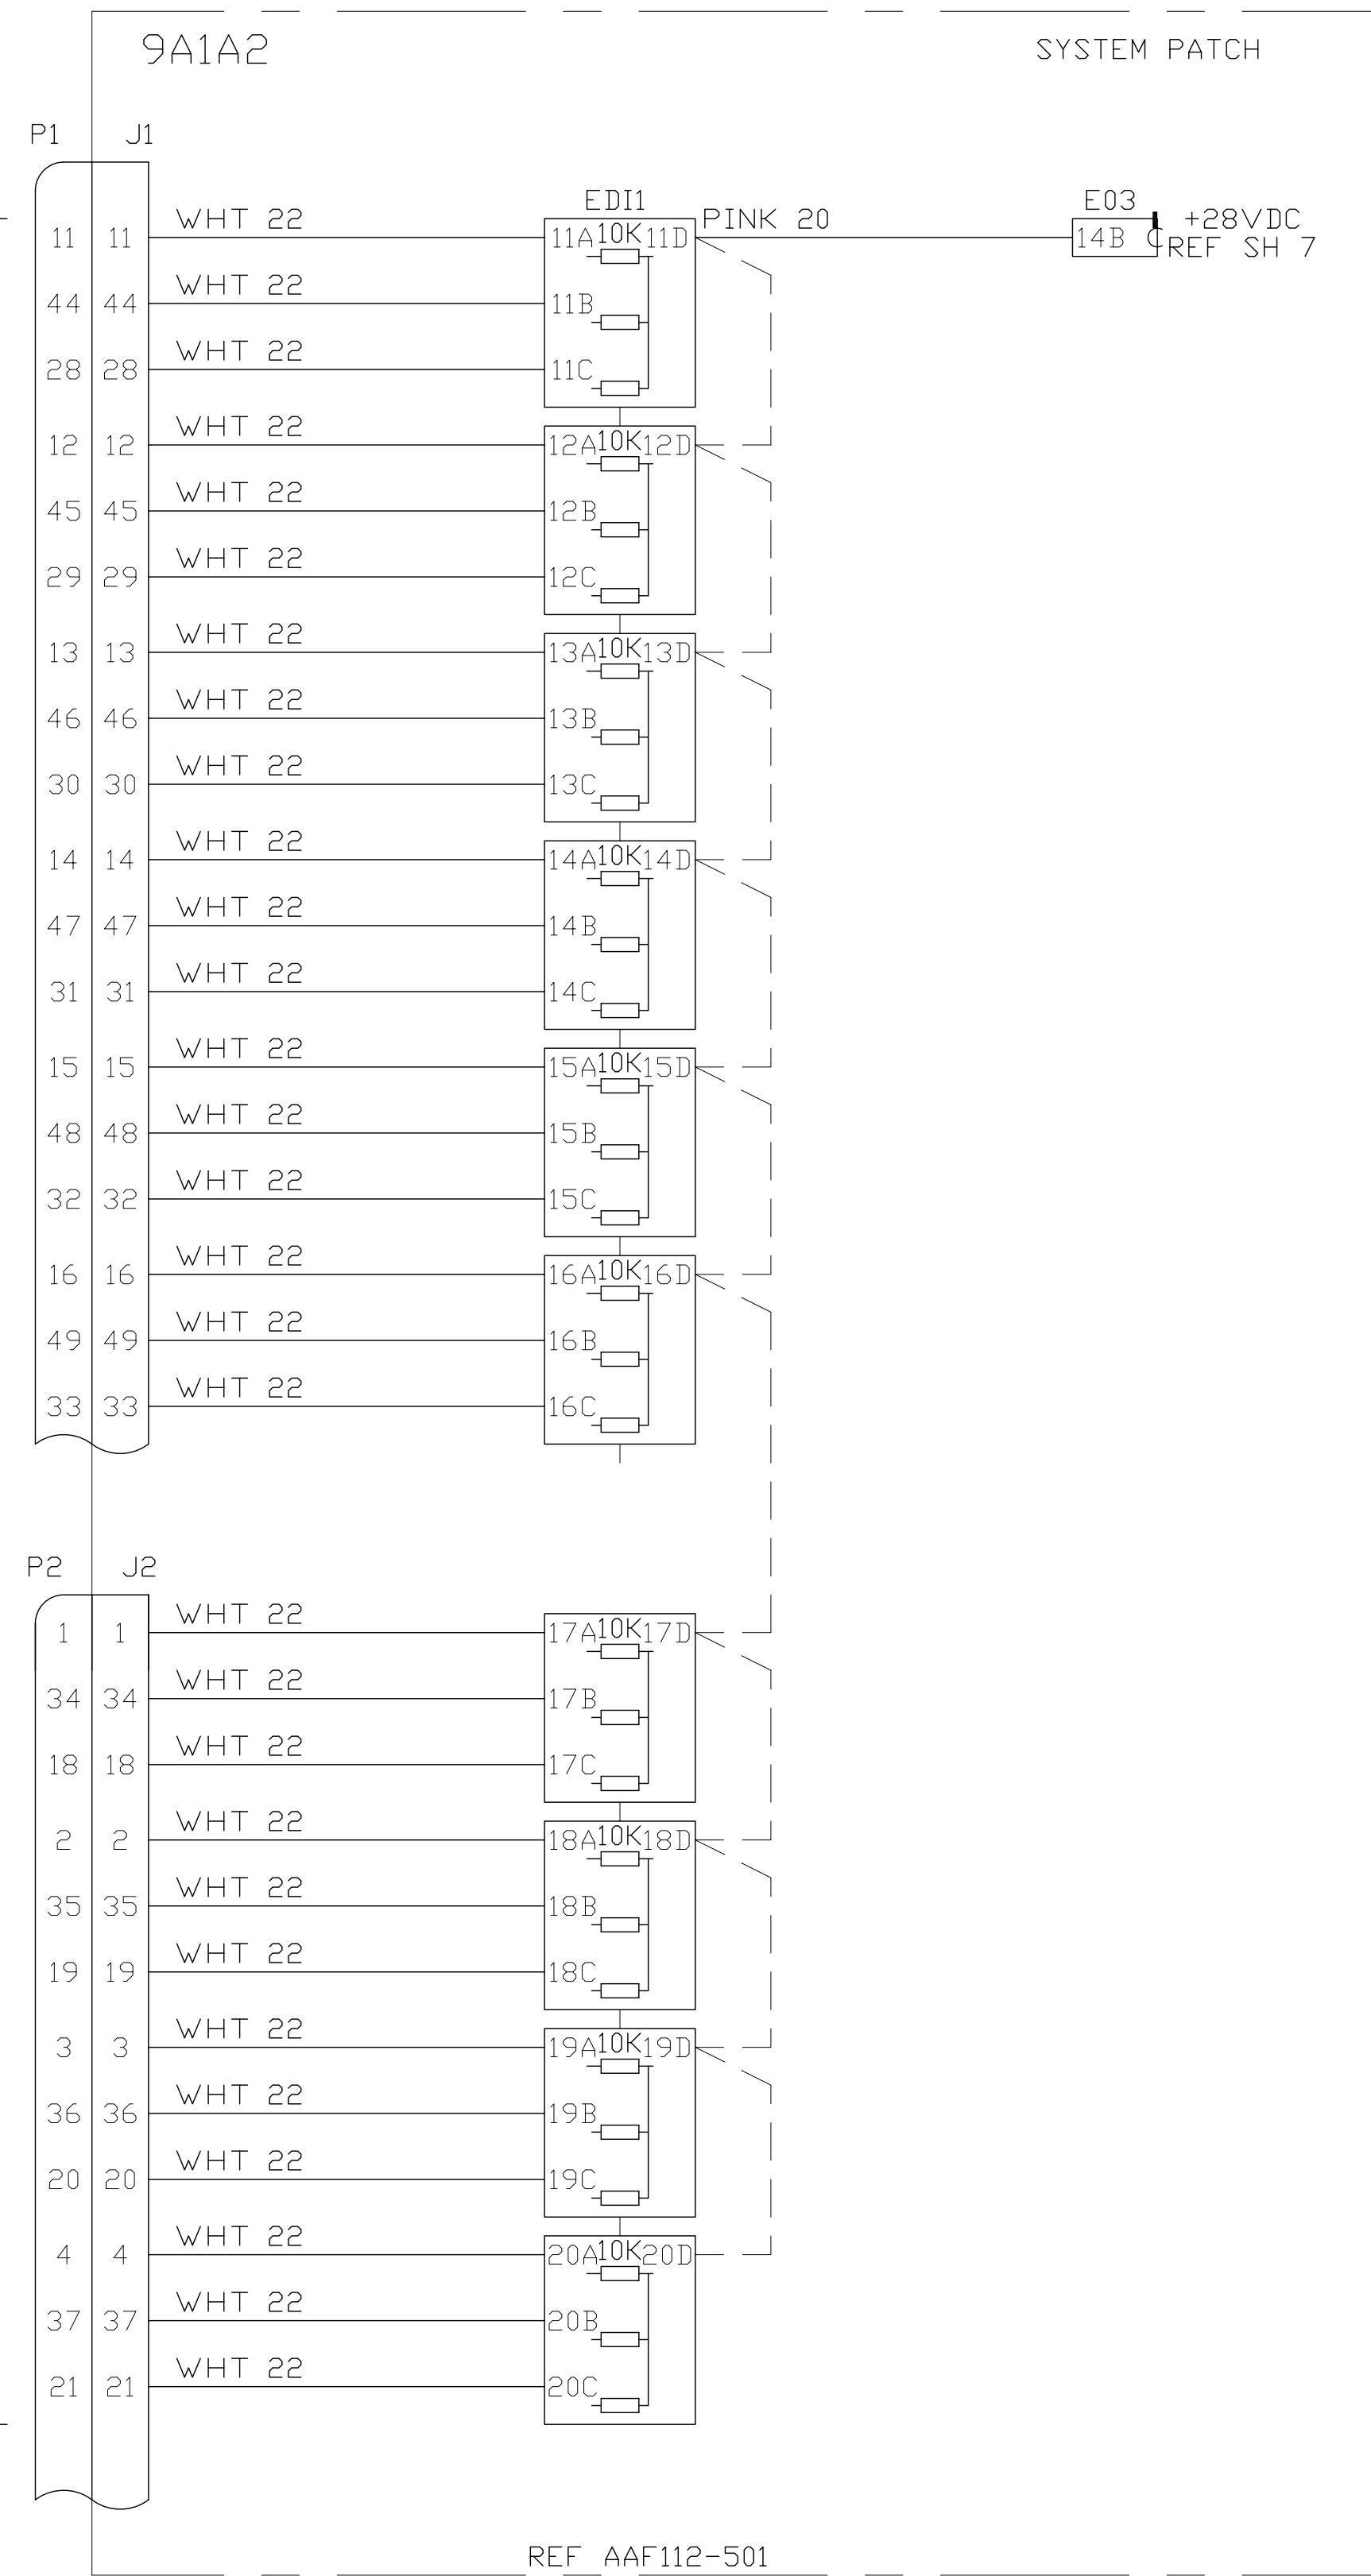 9A1A2 SYSTEM PATCH
P1 J1
EDI1 E03
WHT 22 PINK 20 +28VDC
11 11 11A 10K 11D 14B C REF SH 7
WHT 22
44 44 11B
WHT 22
28 28 11C
WHT 22
12 12 12A 10K 12D
WHT 22
45 45 12B
WHT 22
29 29 12C
WHT 22
13 13 13A 10K 13D
WHT 22
46 46 13B
WHT 22
30 30 13C
WHT 22
14 14 14A 10K 14D
WHT 22
47 47 14B
WHT 22
31 31 14C
WHT 22
15 15 15A 10K 15D
WHT 22
48 48 15B
WHT 22
32 32 15C
WHT 22
16 16 16A 10K 16D
WHT 22
49 49 16B
WHT 22
33 33 16C
P2 J2
WHT 22
1 1 17A 10K 17D
WHT 22
34 34 17B
WHT 22
18 18 17C
WHT 22
2 2 18A 10K 18D
WHT 22
35 35 18B
WHT 22
19 19 18C
WHT 22
3 3 19A 10K 19D
WHT 22
36 36 19B
WHT 22
20 20 19C
WHT 22
4 4 20A 10K 20D
WHT 22
37 37 20B
WHT 22
21 21 20C
REF AAF112-501